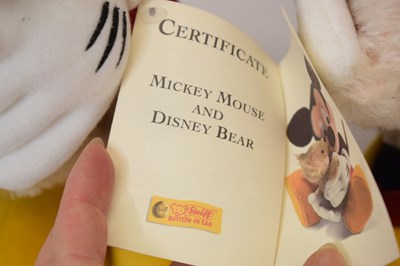 CERTIFICATE
MICKEY MOUSE
AND
DISNEY BEAR
Steiff
BUTTON IN EAR